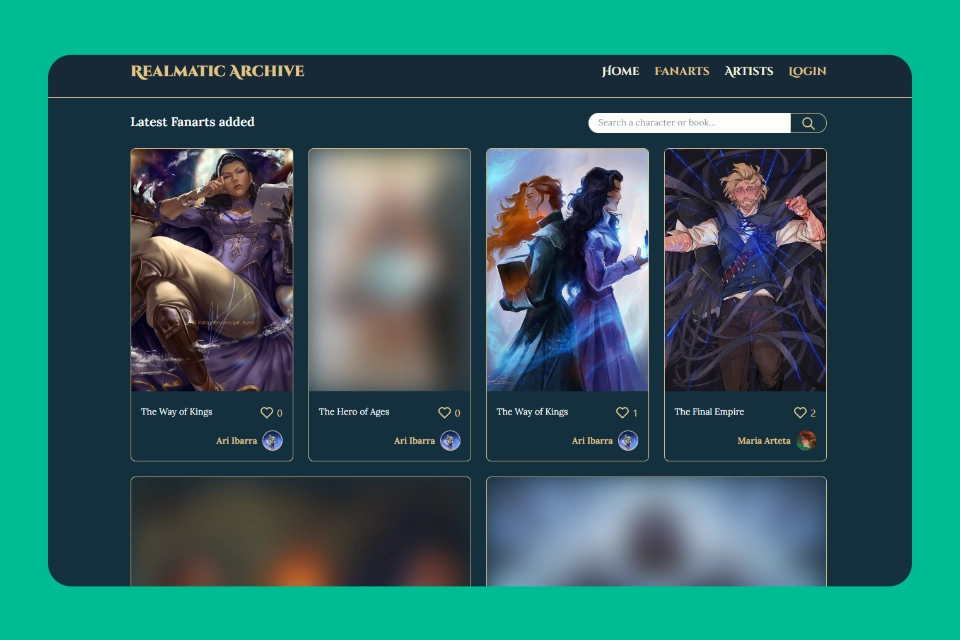 Realmatic Archive
Home Fanarts Artists Login
Latest Fanarts added
Search a character or book...
The Way of Kings 0
Ari Ibarra
The Hero of Ages 0
Ari Ibarra
The Way of Kings 1
Ari Ibarra
The Final Empire 2
Maria Arteta